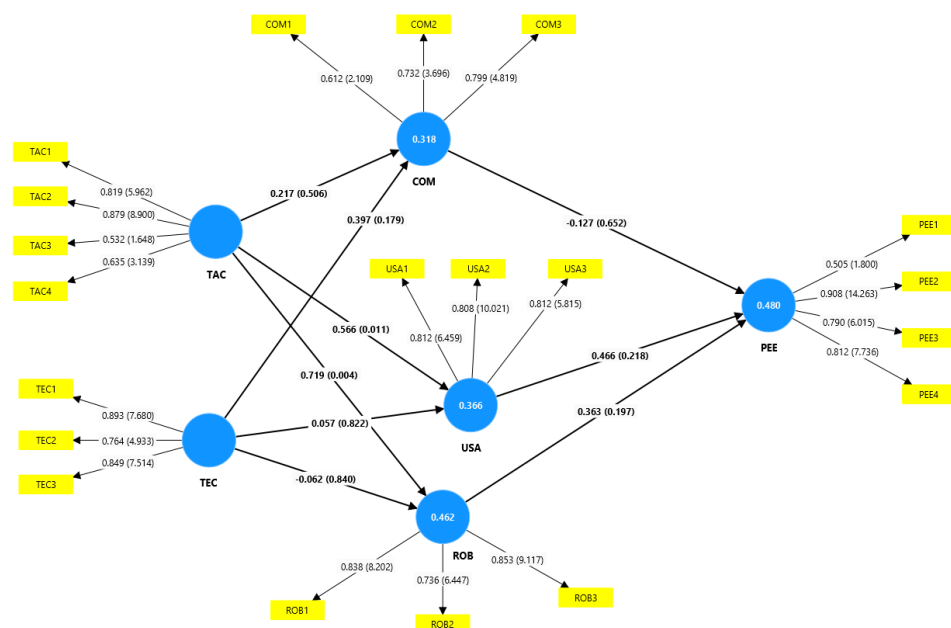 COM1
COM2
COM3
0.612 (2.109)
0.732 (3.696)
0.799 (4.819)
0.318
COM
TAC1
TAC2
TAC3
TAC4
0.819 (5.962)
0.879 (8.900)
0.532 (1.648)
0.635 (3.139)
TAC
0.217 (0.506)
0.397 (0.179)
-0.127 (0.652)
USA1
USA2
USA3
0.812 (6.459)
0.808 (10.021)
0.812 (5.815)
PEE1
PEE2
PEE3
PEE4
0.505 (1.800)
0.908 (14.263)
0.790 (6.015)
0.812 (7.736)
0.480
PEE
0.566 (0.011)
0.719 (0.004)
0.466 (0.218)
0.363 (0.197)
TEC1
TEC2
TEC3
0.893 (7.680)
0.764 (4.933)
0.849 (7.514)
TEC
0.057 (0.822)
-0.062 (0.840)
0.366
USA
0.462
ROB
0.838 (8.202)
0.736 (6.447)
0.853 (9.117)
ROB1
ROB2
ROB3